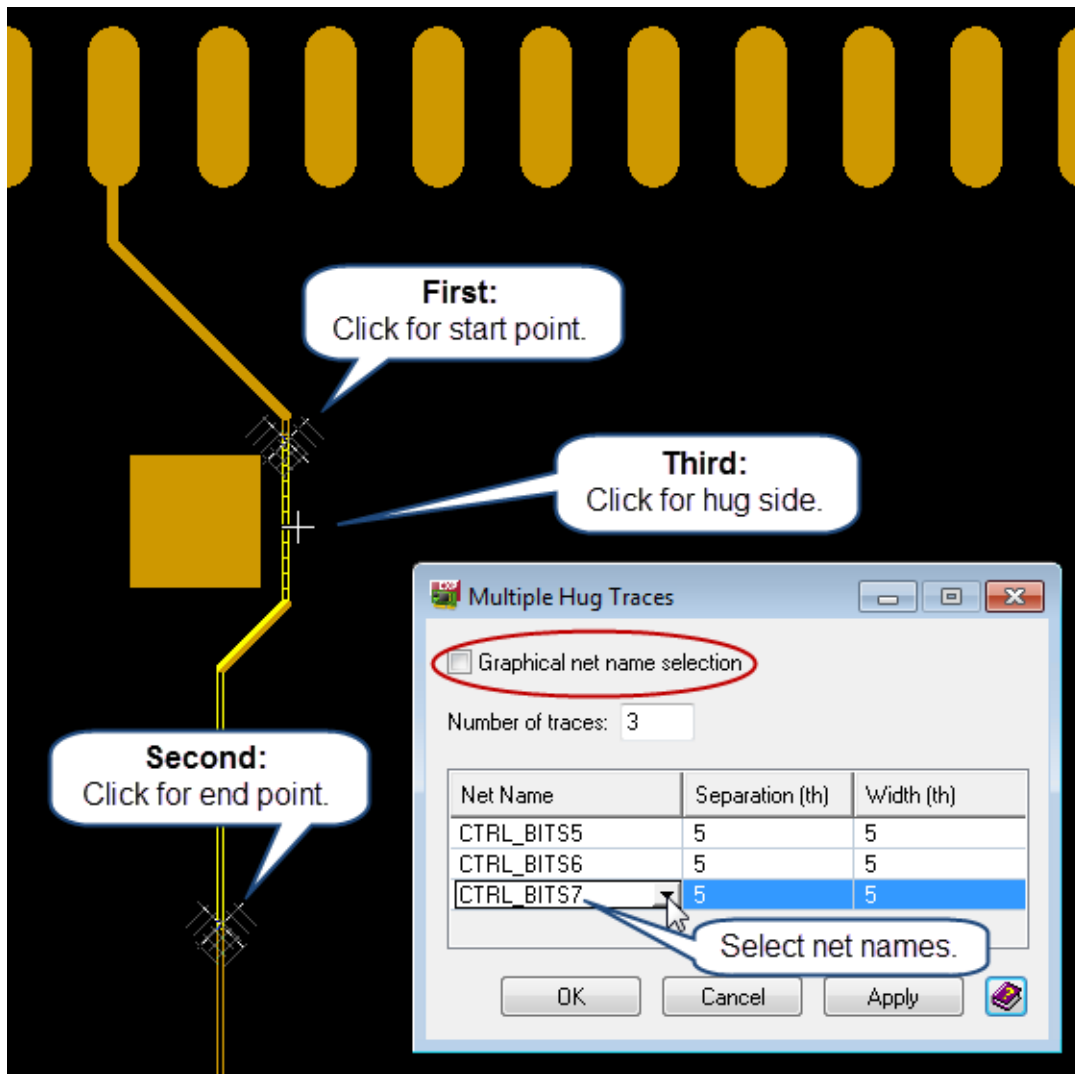 First:
Click for start point.
Third:
Click for hug side.
Multiple Hug Traces
Graphical net name selection
Number of traces: 3
Second:
Click for end point.
Net Name Separation (th) Width (th)
CTRL_BITS5 5 5
CTRL_BITS6 5 5
CTRL_BITS7 5 5
Select net names.
OK Cancel Apply